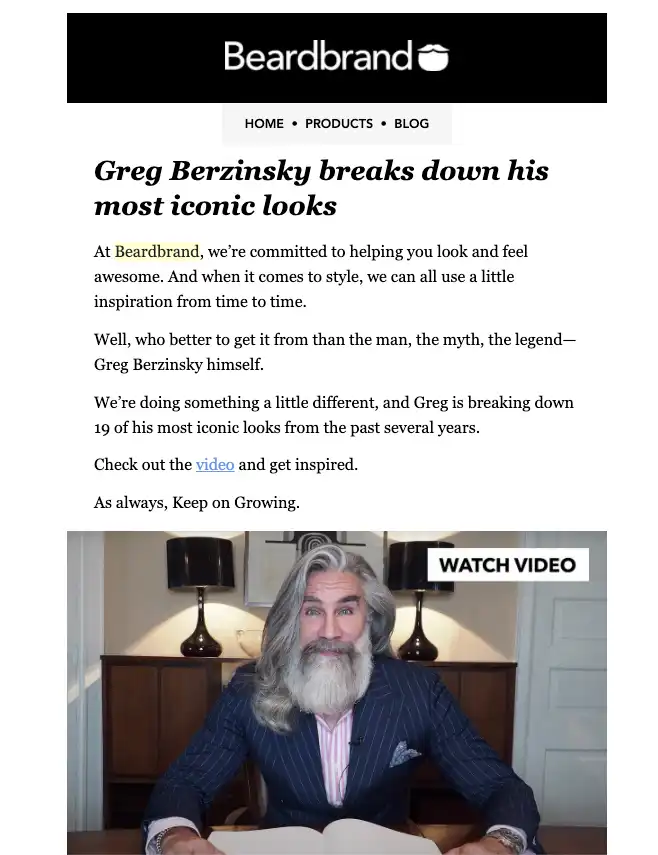 Beardbrand
HOME • PRODUCTS • BLOG
Greg Berzinsky breaks down his
most iconic looks
At Beardbrand, we’re committed to helping you look and feel
awesome. And when it comes to style, we can all use a little
inspiration from time to time.
Well, who better to get it from than the man, the myth, the legend—
Greg Berzinsky himself.
We’re doing something a little different, and Greg is breaking down
19 of his most iconic looks from the past several years.
Check out the video and get inspired.
As always, Keep on Growing.
WATCH VIDEO